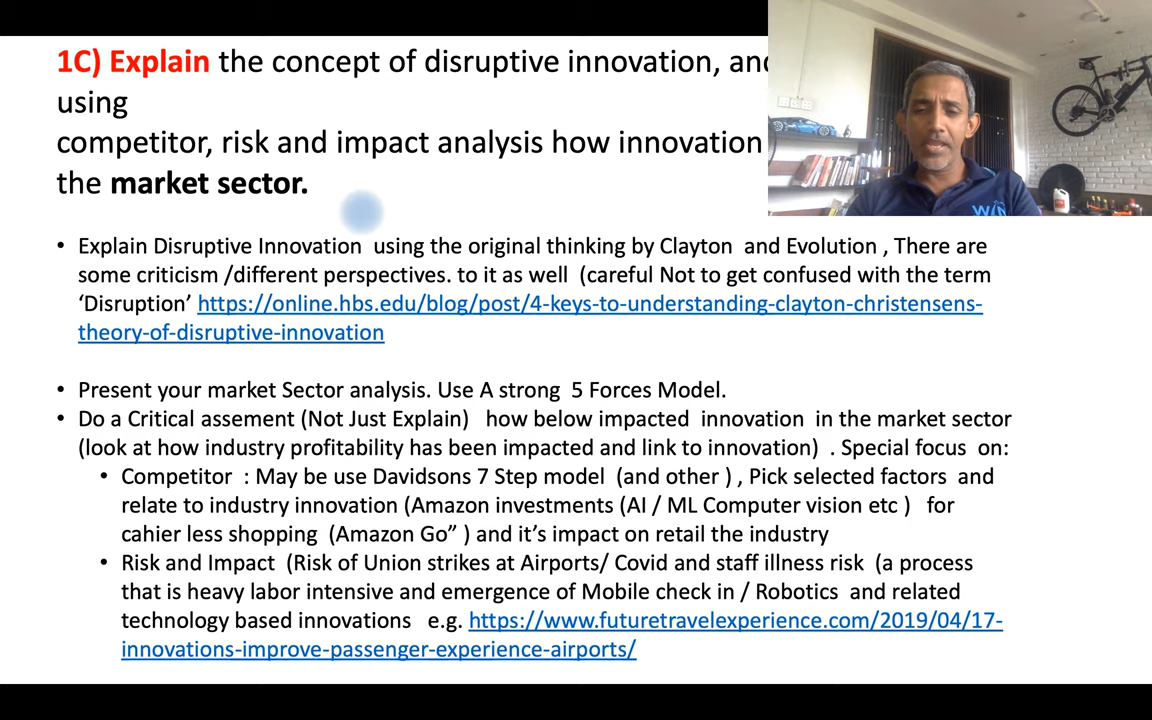 1C) Explain the concept of disruptive innovation, and
using
competitor, risk and impact analysis how innovation
the market sector.
• Explain Disruptive Innovation using the original thinking by Clayton and Evolution , There are
some criticism /different perspectives. to it as well (careful Not to get confused with the term
‘Disruption’ https://online.hbs.edu/blog/post/4-keys-to-understanding-clayton-christensens-
theory-of-disruptive-innovation
• Present your market Sector analysis. Use A strong 5 Forces Model.
• Do a Critical assement (Not Just Explain) how below impacted innovation in the market sector
(look at how industry profitability has been impacted and link to innovation) . Special focus on:
• Competitor : May be use Davidsons 7 Step model (and other ) , Pick selected factors and
relate to industry innovation (Amazon investments (AI / ML Computer vision etc ) for
cahier less shopping (Amazon Go” ) and it’s impact on retail the industry
• Risk and Impact (Risk of Union strikes at Airports/ Covid and staff illness risk (a process
that is heavy labor intensive and emergence of Mobile check in / Robotics and related
technology based innovations e.g. https://www.futuretravelexperience.com/2019/04/17-
innovations-improve-passenger-experience-airports/